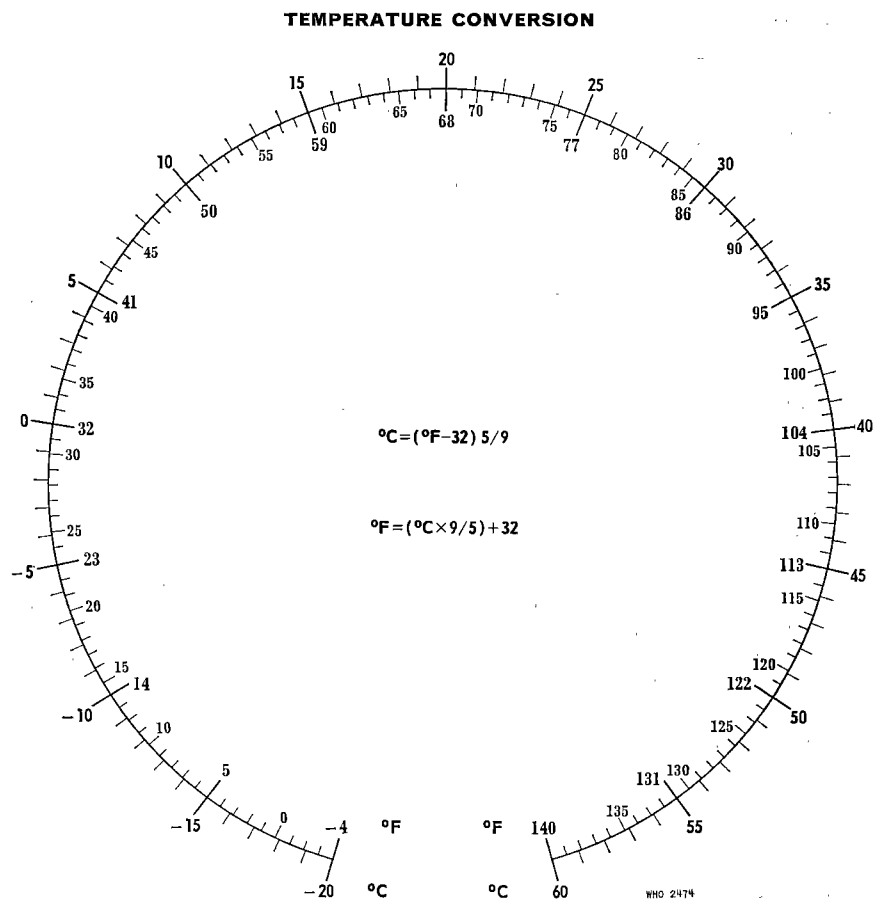 TEMPERATURE CONVERSION
20
15 25
68
65 70
60 75
59 77
55 80
10 30
50 86
85
45 90
5 35
41 95
40
35 100
0 40
32 104
30 105
°C=(°F−32) 5/9
°F=(°C×9/5)+32
25 110
−5 23 113 45
20 115
15 120
−10 14 122 50
10 125
5 131 130
−15 55
0 135
−4 °F °F 140
−20 °C °C 60
WHO 2474